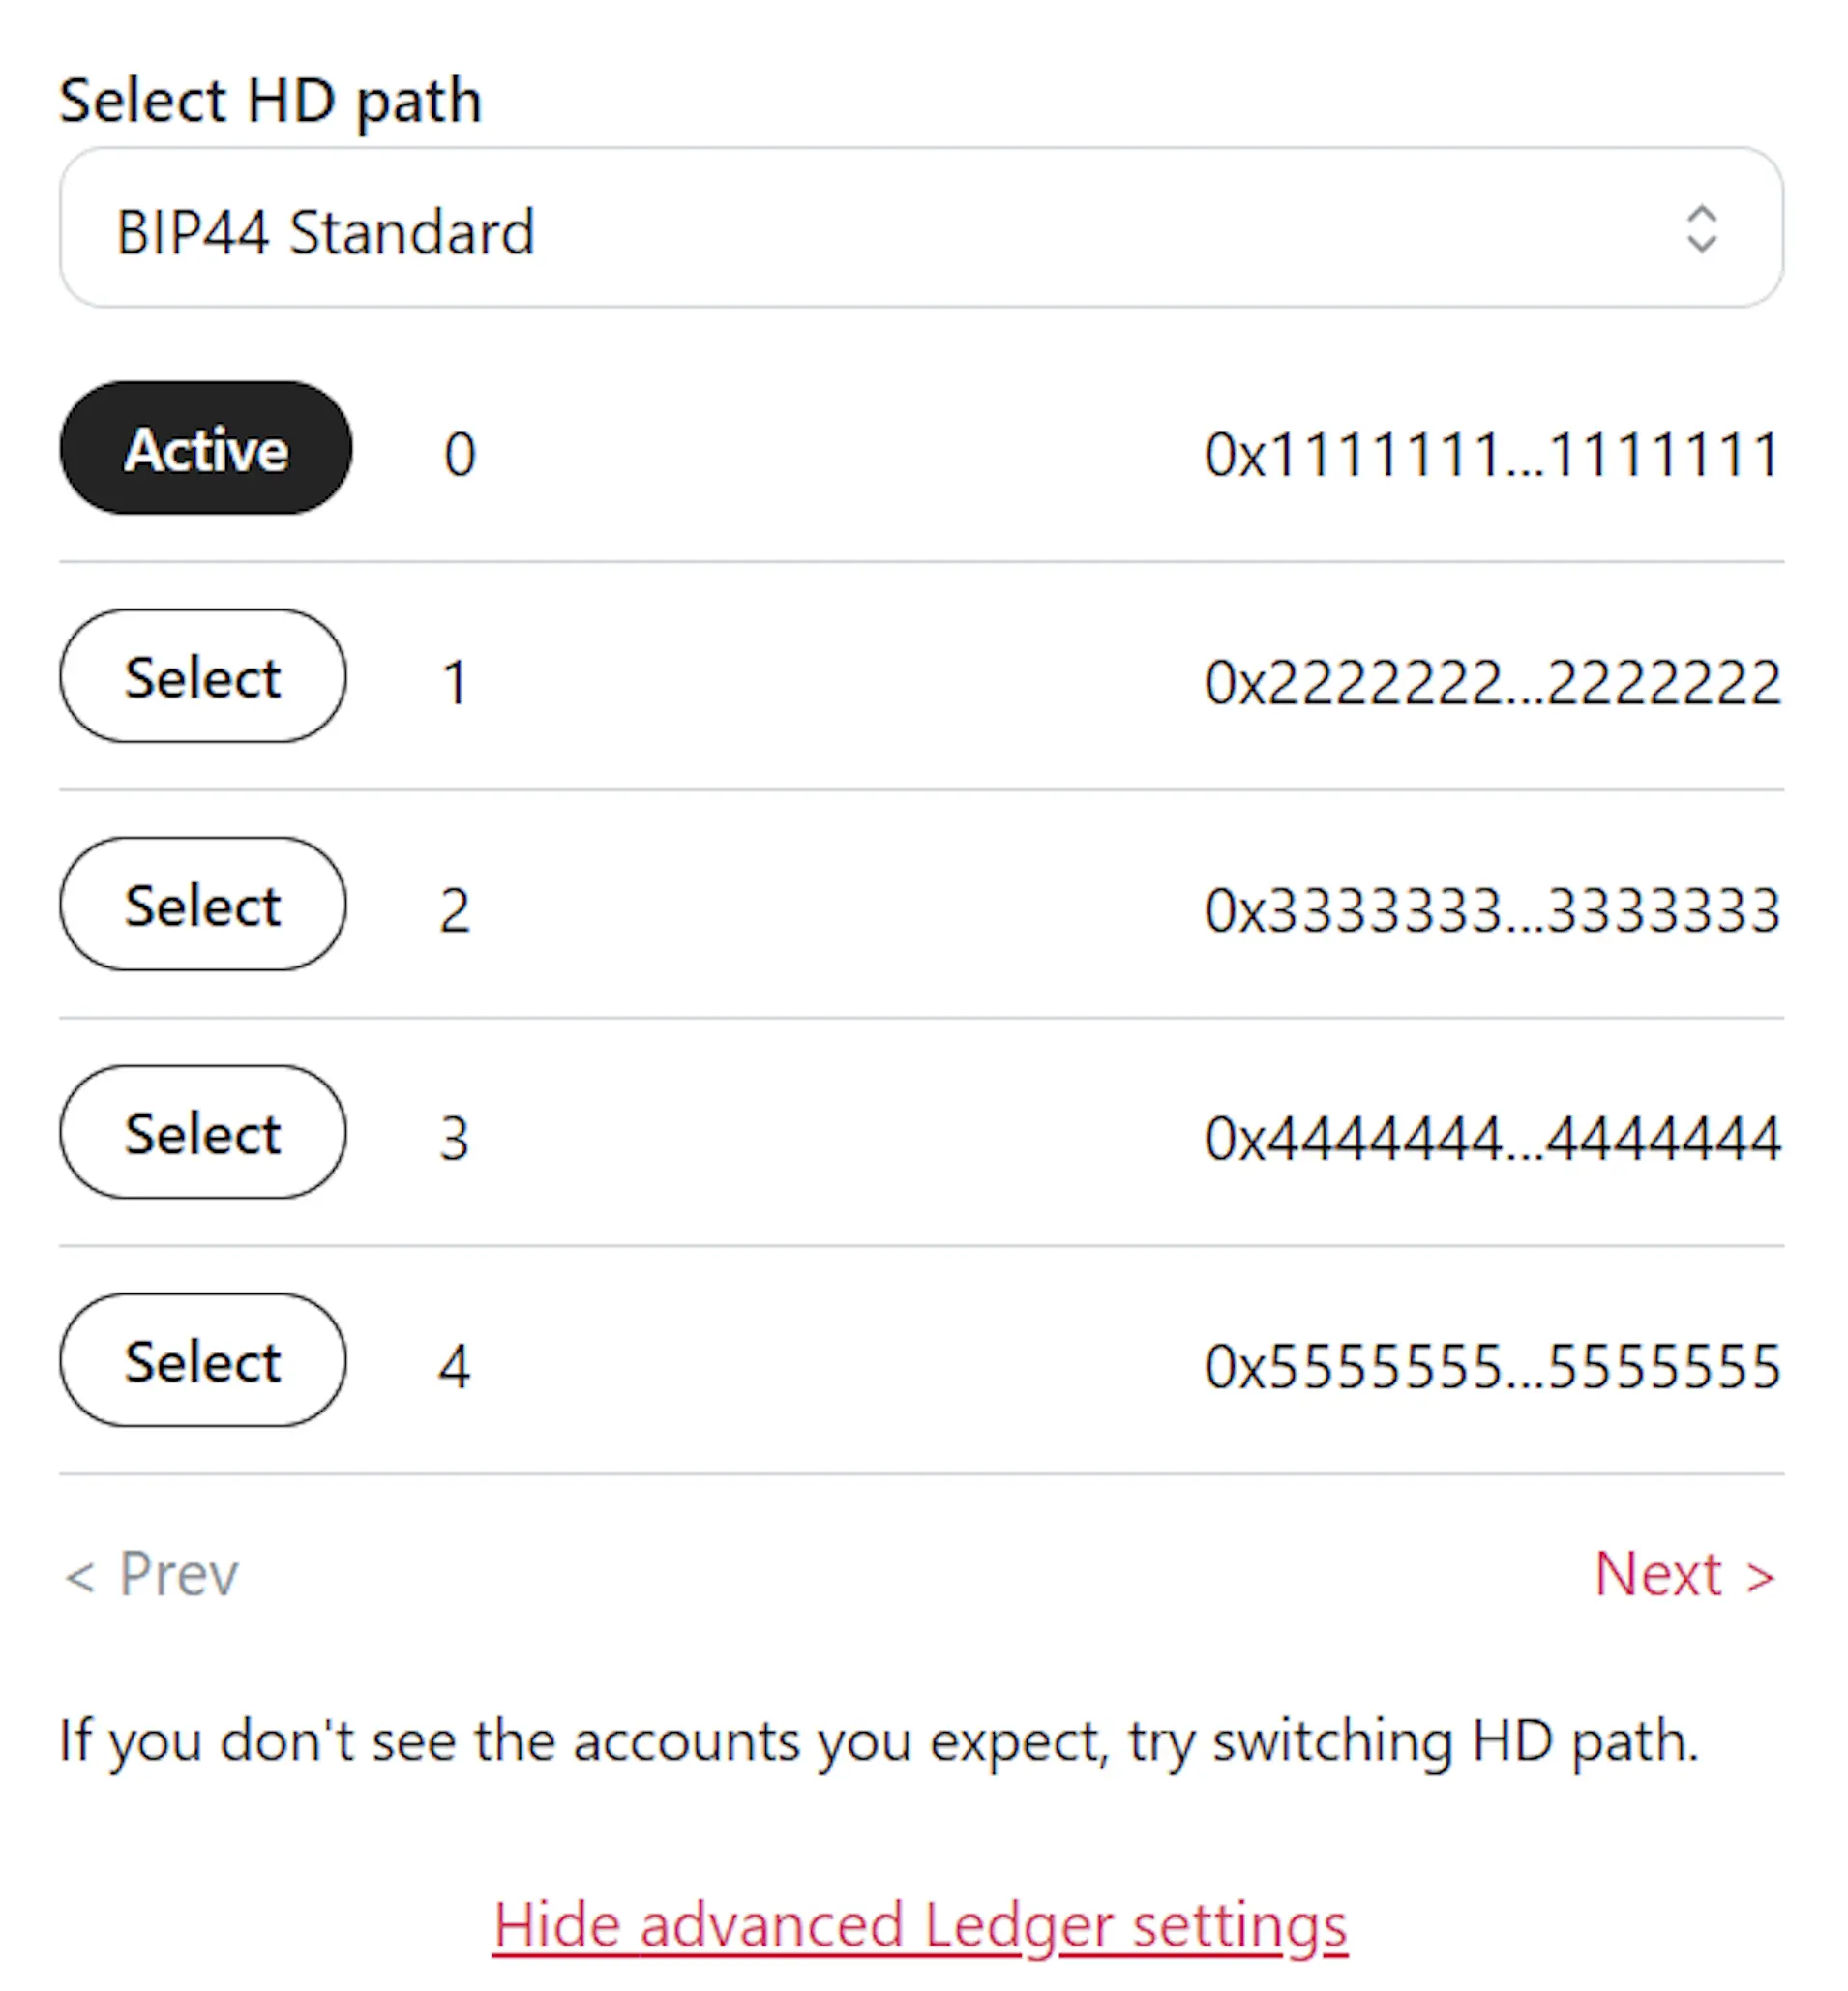 Select HD path
BIP44 Standard
Active 0 0x1111111...1111111
Select 1 0x2222222...2222222
Select 2 0x3333333...3333333
Select 3 0x4444444...4444444
Select 4 0x5555555...5555555
< Prev Next >
If you don't see the accounts you expect, try switching HD path.
Hide advanced Ledger settings